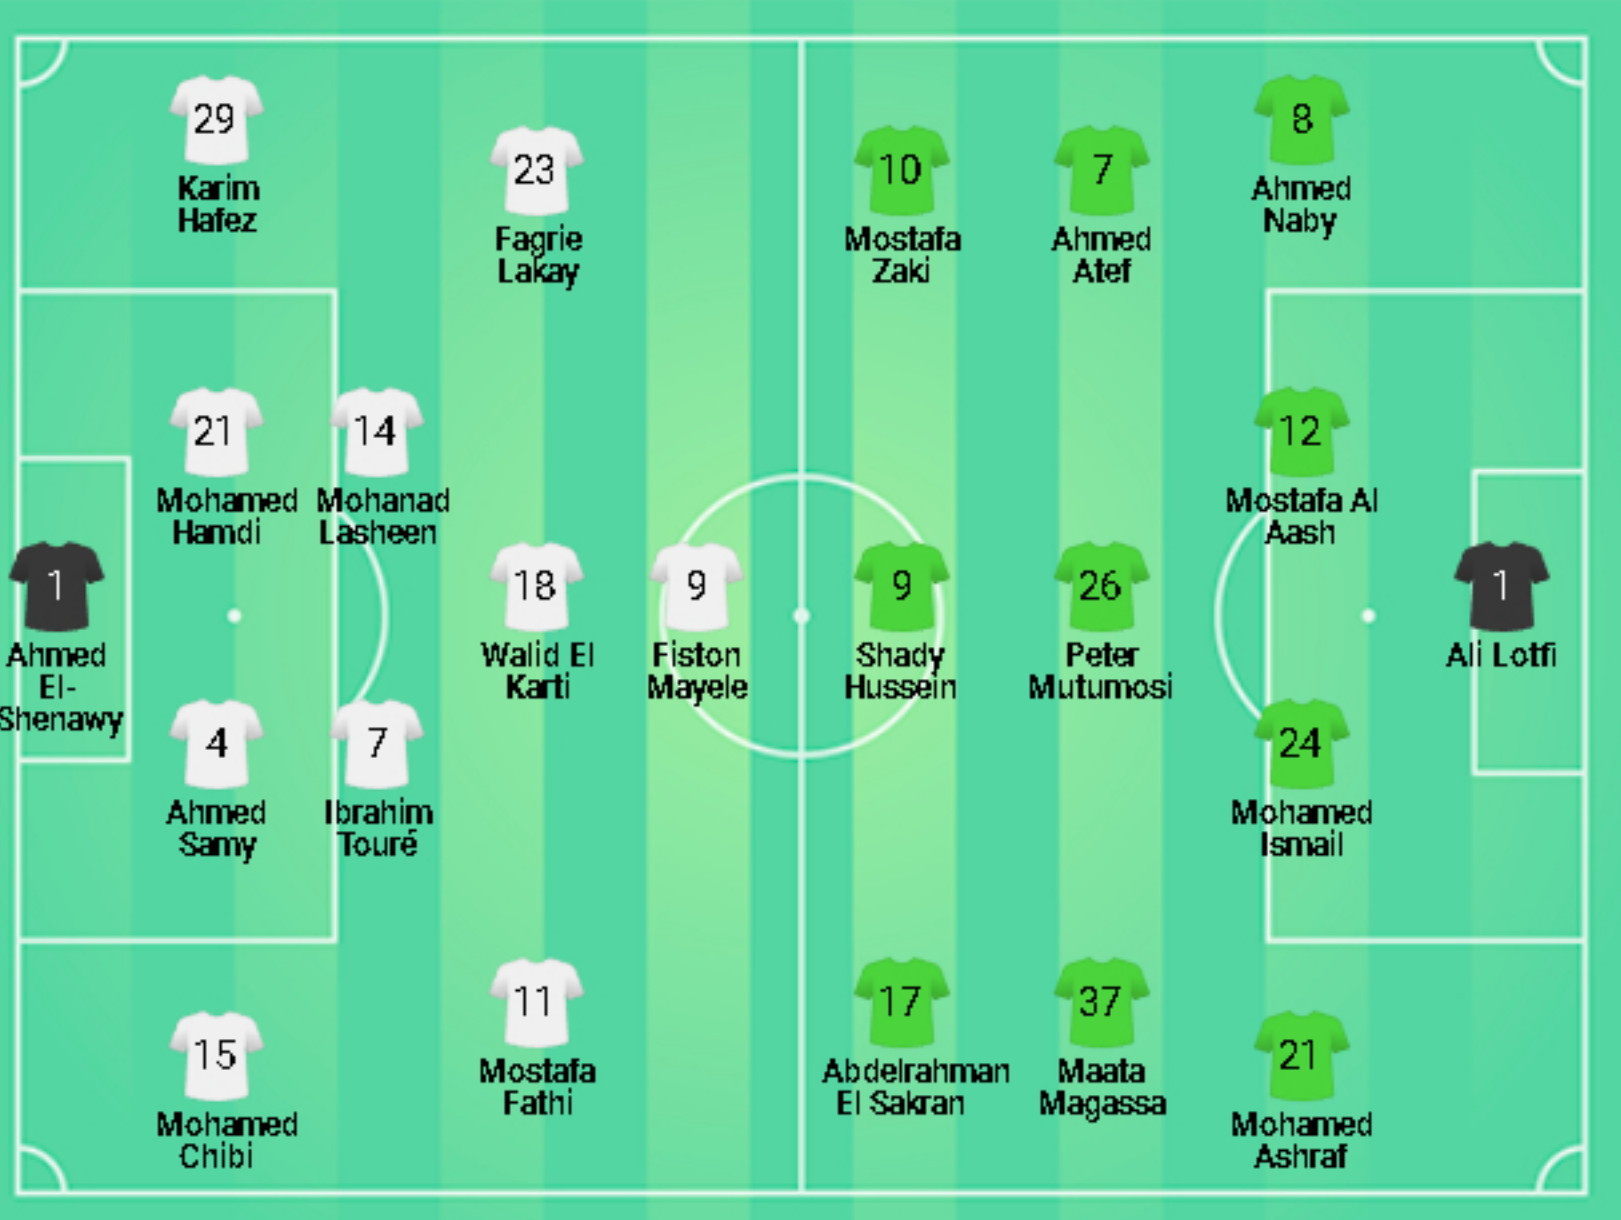 29
Karim
Hafez
23
Fagrie
Lakay
10
Mostafa
Zaki
7
Ahmed
Atef
8
Ahmed
Naby
21
Mohamed
Hamdi
14
Mohanad
Lasheen
12
Mostafa Al
Aash
1
Ahmed
El-
Shenawy
18
Walid El
Karti
9
Fiston
Mayele
9
Shady
Hussein
26
Peter
Mutumosi
1
Ali Lotfi
4
Ahmed
Samy
7
Ibrahim
Touré
24
Mohamed
Ismail
15
Mohamed
Chibi
11
Mostafa
Fathi
17
Abdelrahman
El Sakran
37
Maata
Magassa
21
Mohamed
Ashraf